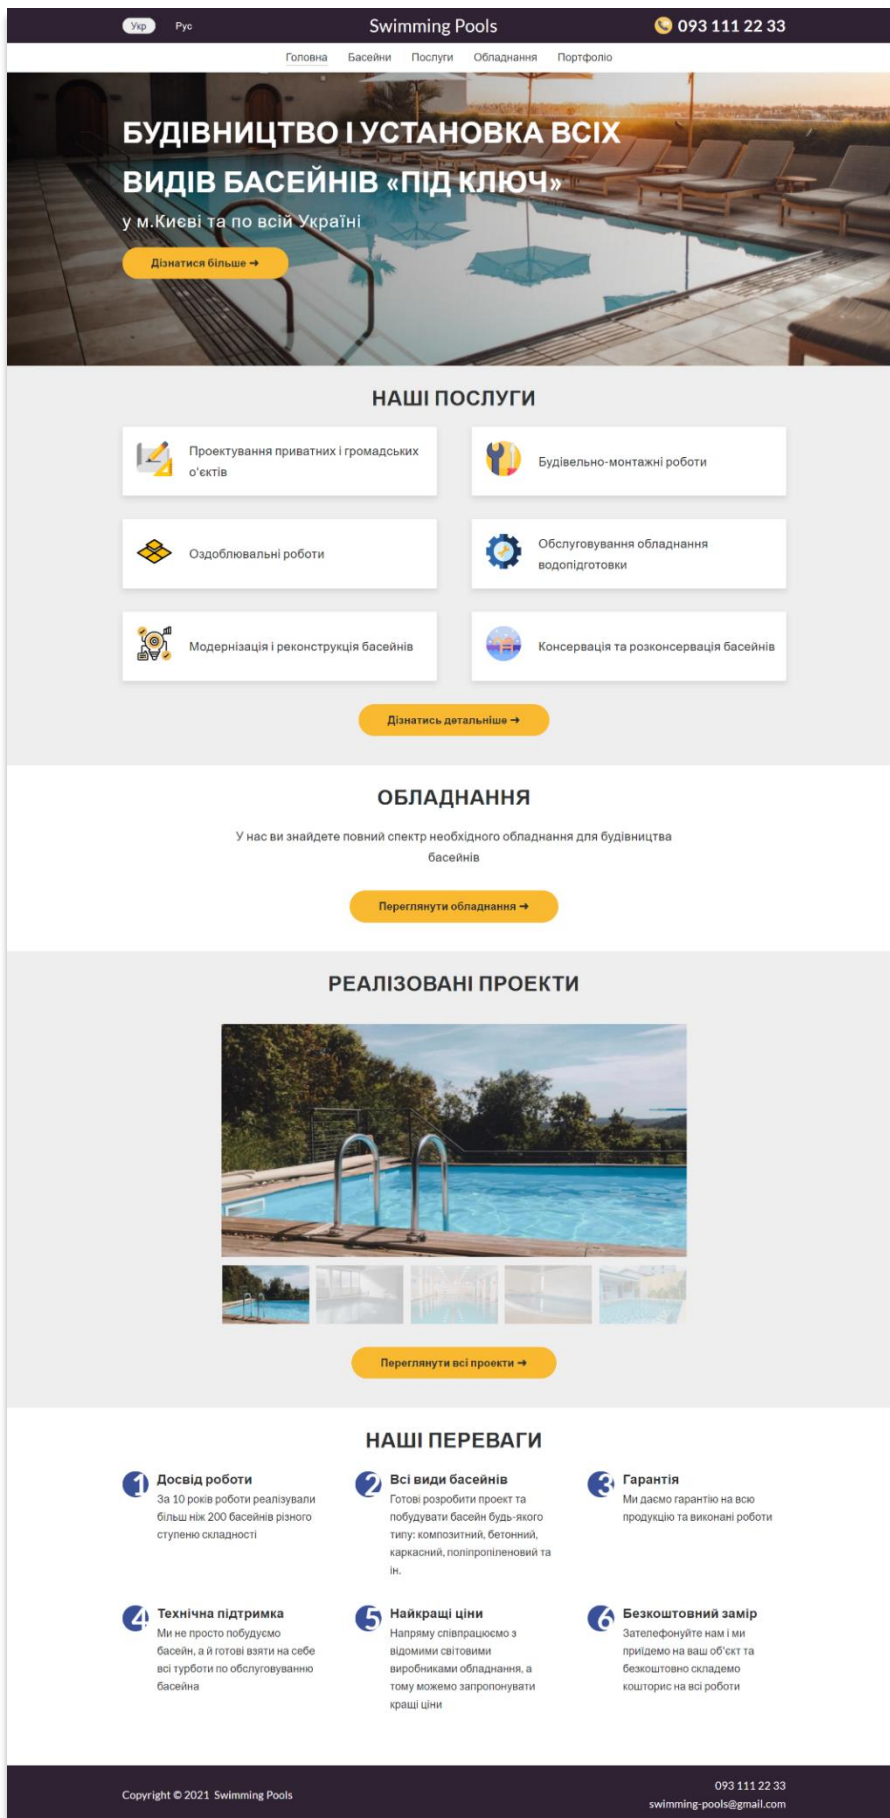 Укр Рус Swimming Pools 093 111 22 33
Головна Басейни Послуги Обладнання Портфоліо
БУДІВНИЦТВО І УСТАНОВКА ВСІХ
ВИДІВ БАСЕЙНІВ «ПІД КЛЮЧ»
у м.Києві та по всій Україні
Дізнатися більше ➔
НАШІ ПОСЛУГИ
Проектування приватних і громадських
о'єктів
Будівельно-монтажні роботи
Оздоблювальні роботи
Обслуговування обладнання
водопідготовки
Модернізація і реконструкція басейнів
Консервація та розконсервація басейнів
Дізнатись детальніше ➔
ОБЛАДНАННЯ
У нас ви знайдете повний спектр необхідного обладнання для будівництва
басейнів
Переглянути обладнання ➔
РЕАЛІЗОВАНІ ПРОЕКТИ
Переглянути всі проекти ➔
НАШІ ПЕРЕВАГИ
1 Досвід роботи
За 10 років роботи реалізували
більш ніж 200 басейнів різного
ступеню складності
2 Всі види басейнів
Готові розробити проект та
побудувати басейн будь-якого
типу: композитний, бетонний,
каркасний, поліпропіленовий та
ін.
3 Гарантія
Ми даємо гарантію на всю
продукцію та виконані роботи
4 Технічна підтримка
Ми не просто побудуємо
басейн, а й готові взяти на себе
всі турботи по обслуговуванню
басейна
5 Найкращі ціни
Напряму співпрацюємо з
відомими світовими
виробниками обладнання, а
тому можемо запропонувати
кращі ціни
6 Безкоштовний замір
Зателефонуйте нам і ми
приїдемо на ваш об'єкт та
безкоштовно складемо
кошторис на всі роботи
Copyright © 2021 Swimming Pools
093 111 22 33
swimming-pools@gmail.com